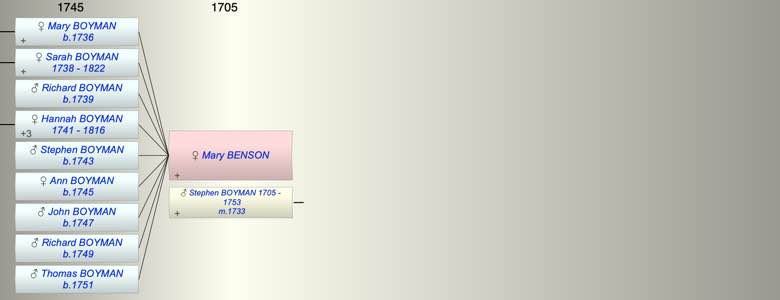 1745
1705
♀ Mary BOYMAN
b.1736
+
♀ Sarah BOYMAN
1738 - 1822
+
♂ Richard BOYMAN
b.1739
♀ Hannah BOYMAN
1741 - 1816
+3
♂ Stephen BOYMAN
b.1743
♀ Ann BOYMAN
b.1745
♂ John BOYMAN
b.1747
♂ Richard BOYMAN
b.1749
♂ Thomas BOYMAN
b.1751
♀ Mary BENSON
+
♂ Stephen BOYMAN 1705 -
1753
m.1733
+